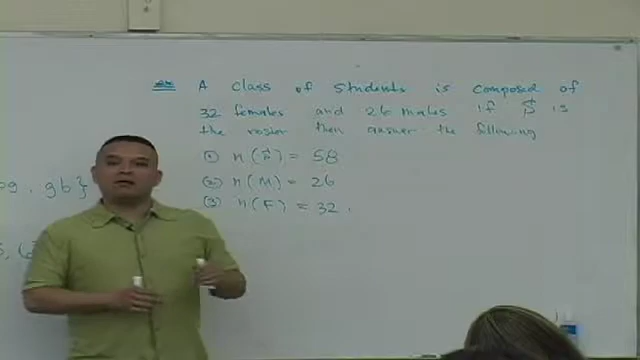 A class of students is composed of
32 females and 26 males if S is
the roster then answer the following
① n(S) = 58
② n(M) = 26
③ n(F) = 32.
gb}